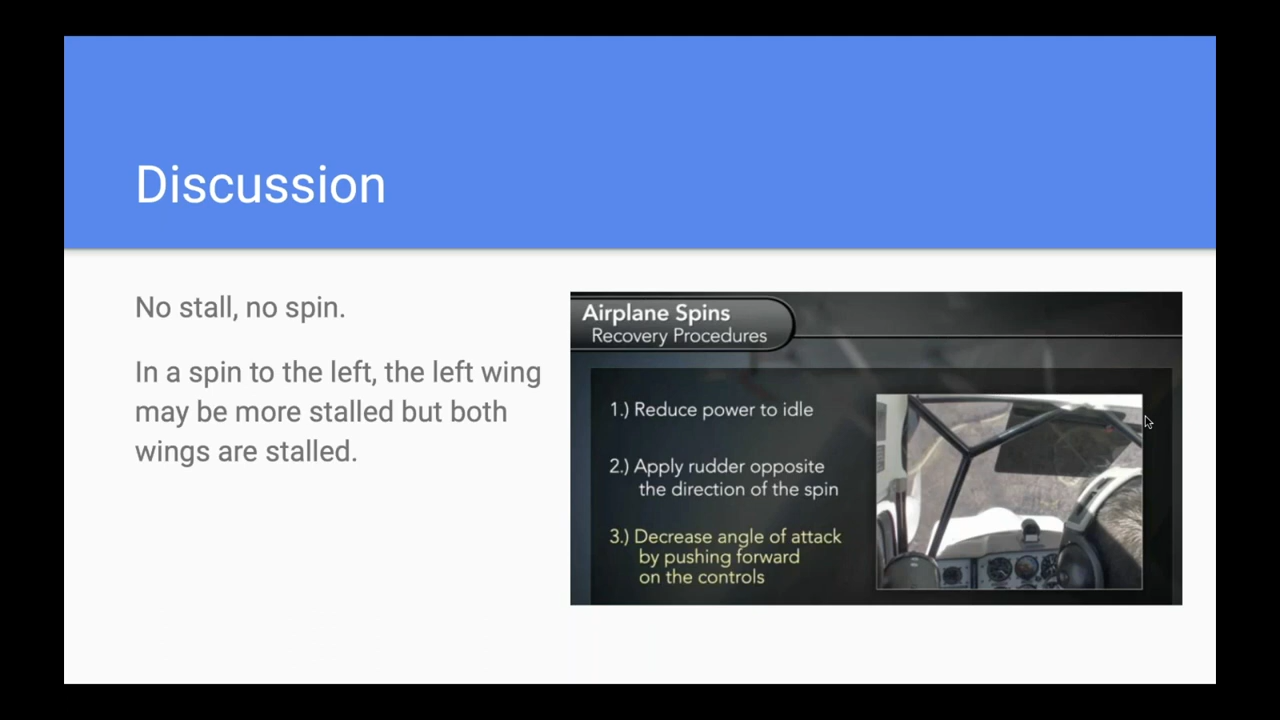 Discussion
No stall, no spin.
In a spin to the left, the left wing
may be more stalled but both
wings are stalled.
Airplane Spins
Recovery Procedures
1.) Reduce power to idle
2.) Apply rudder opposite
the direction of the spin
3.) Decrease angle of attack
by pushing forward
on the controls